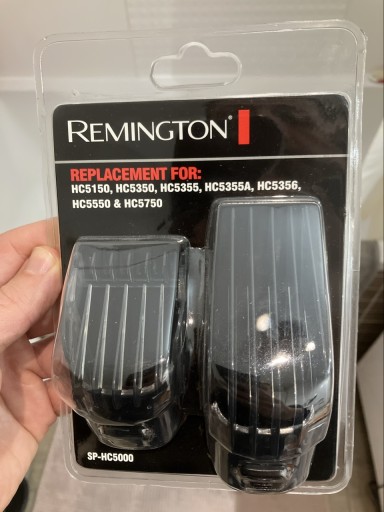 REMINGTON®
REPLACEMENT FOR:
HC5150, HC5350, HC5355, HC5355A, HC5356,
HC5550 & HC5750
SP-HC5000